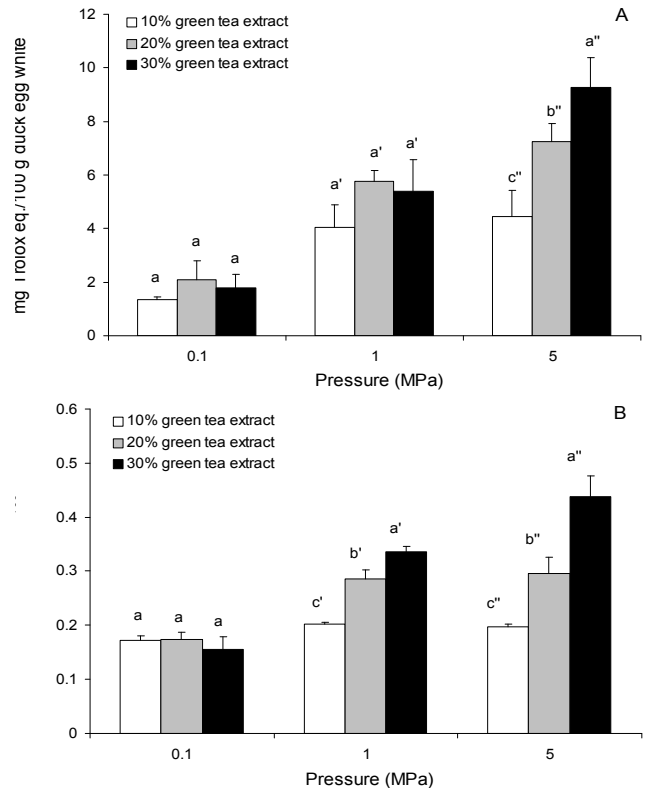 A
12
10
8
6
4
2
0
mg Trolox eq./100 g duck egg white
10% green tea extract
20% green tea extract
30% green tea extract
a
a
a
a'
a'
a'
c"
b"
a"
0.1
1
5
Pressure (MPa)
B
0.6
0.5
0.4
0.3
0.2
0.1
0
10% green tea extract
20% green tea extract
30% green tea extract
a
a
a
c'
b'
a'
c"
b"
a"
0.1
1
5
Pressure (MPa)